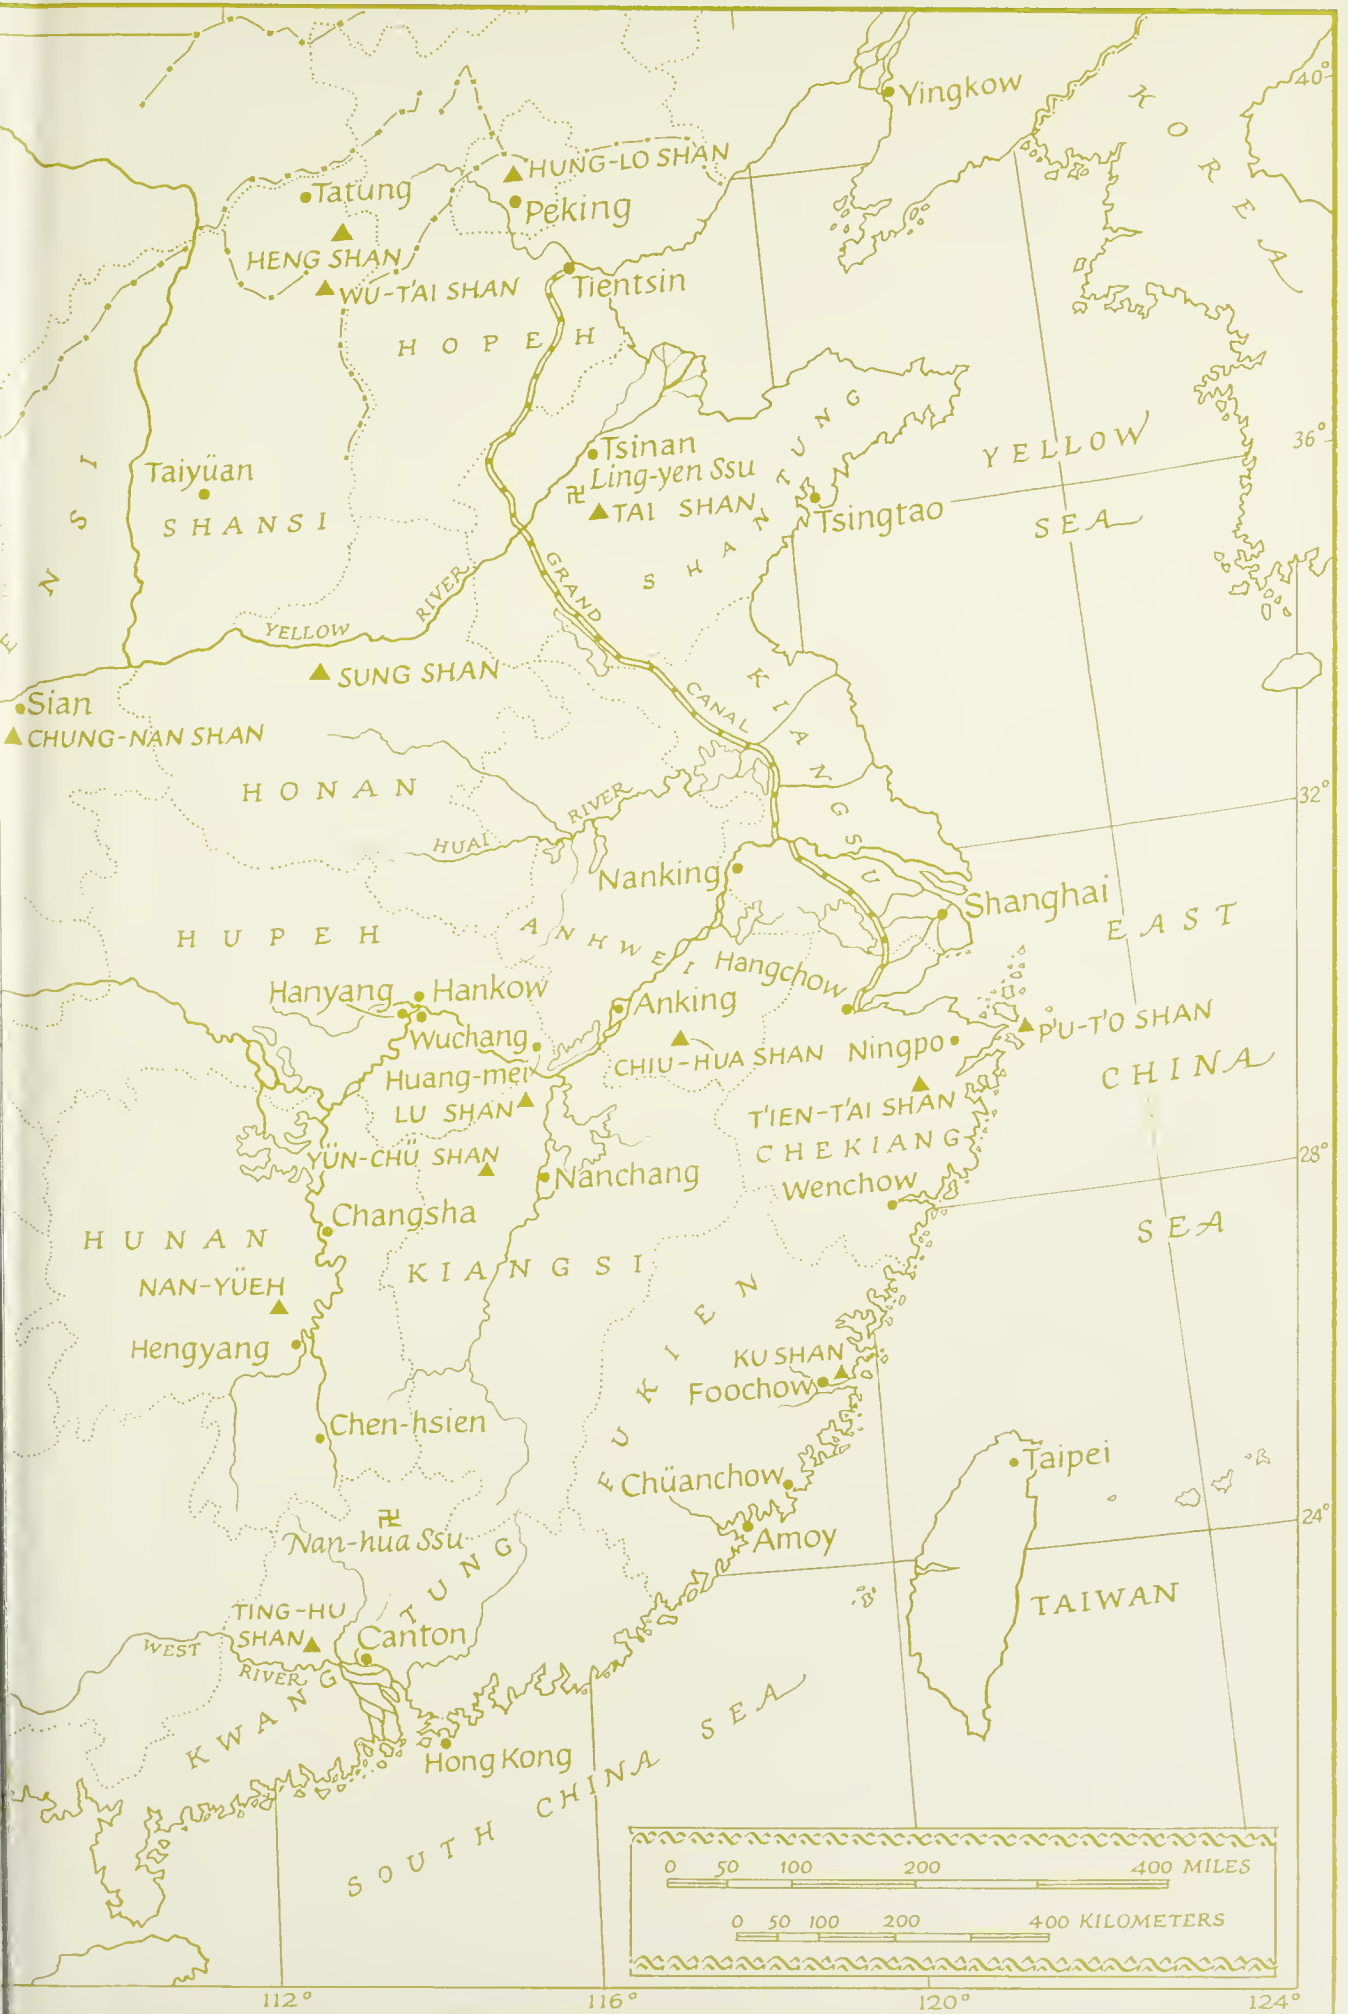 Yingkow
40°
KOREA
HUNG-LO SHAN
Tatung
Peking
HENG SHAN
WU-T'AI SHAN
Tientsin
HOPEH
Tsinan
Ling-yen Ssu
TAI SHAN
SHANTUNG
Tsingtao
YELLOW
SEA
36°
ENSI
Taiyüan
SHANSI
GRAND
CANAL
YELLOW
RIVER
SUNG SHAN
Sian
CHUNG-NAN SHAN
KIANGSU
HONAN
HUAI
RIVER
32°
Nanking
Shanghai
HUPEH
ANHWEI
Hangchow
EAST
CHINA
SEA
Hanyang
Hankow
Wuchang
Anking
P'U-T'O SHAN
CHIU-HUA SHAN
Ningpo
Huang-mei
LU SHAN
T'IEN-T'AI SHAN
CHEKIANG
YÜN-CHÜ SHAN
Nanchang
Wenchow
28°
Changsha
HUNAN
KIANGSI
NAN-YÜEH
Hengyang
FUKIEN
KU SHAN
Foochow
Chen-hsien
Chüanchow
Taipei
卍
Nan-hua Ssu
Amoy
24°
TAIWAN
TING-HU
SHAN
Canton
WEST
RIVER
KWANGTUNG
Hong Kong
SOUTH CHINA SEA
0 50 100 200 400 MILES
0 50 100 200 400 KILOMETERS
112° 116° 120° 124°